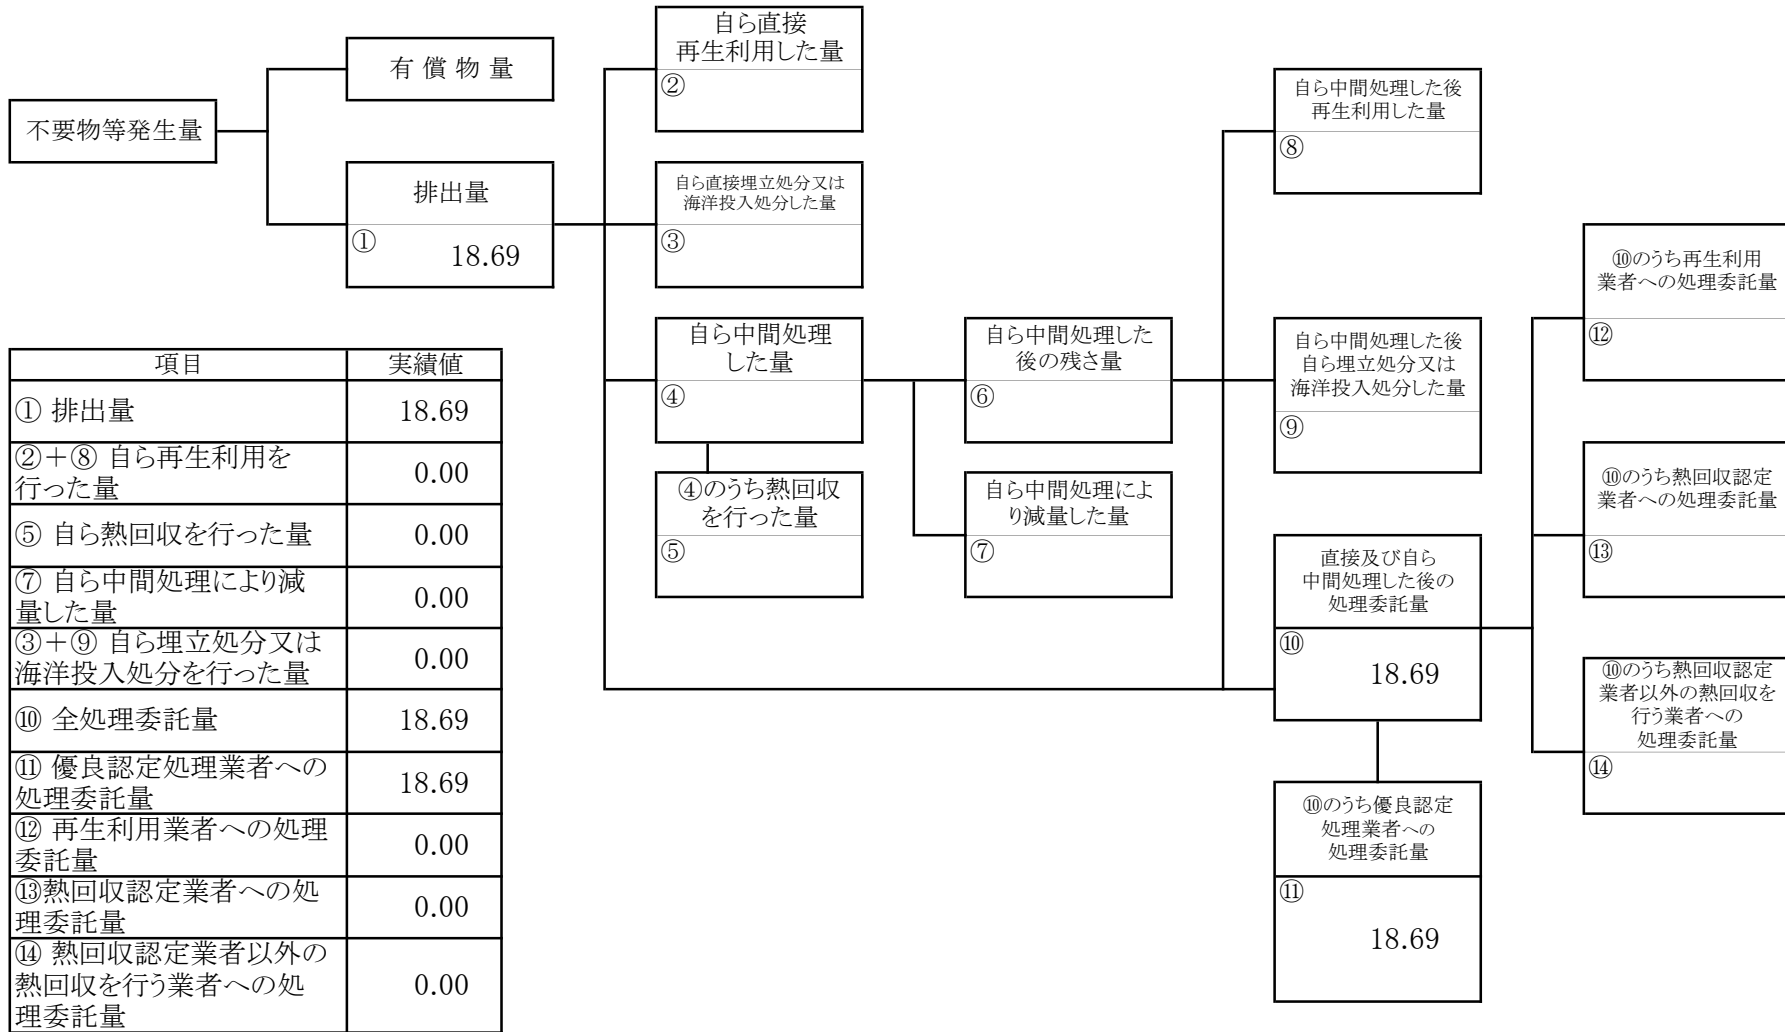 不要物等発生量
有 償 物 量
排出量
①
18.69
自ら直接
再生利用した量
②
自ら直接埋立処分又は
海洋投入処分した量
③
自ら中間処理
した量
④
④のうち熱回収
を行った量
⑤
自ら中間処理した
後の残さ量
⑥
自ら中間処理によ
り減量した量
⑦
自ら中間処理した後
再生利用した量
⑧
自ら中間処理した後
自ら埋立処分又は
海洋投入処分した量
⑨
直接及び自ら
中間処理した後の
処理委託量
⑩
18.69
⑩のうち優良認定
処理業者への
処理委託量
⑪
18.69
⑩のうち再生利用
業者への処理委託量
⑫
⑩のうち熱回収認定
業者への処理委託量
⑬
⑩のうち熱回収認定
業者以外の熱回収を
行う業者への
処理委託量
⑭
項目 実績値
① 排出量 18.69
②＋⑧ 自ら再生利用を
行った量 0.00
⑤ 自ら熱回収を行った量 0.00
⑦ 自ら中間処理により減
量した量 0.00
③＋⑨ 自ら埋立処分又は
海洋投入処分を行った量 0.00
⑩ 全処理委託量 18.69
⑪ 優良認定処理業者への
処理委託量 18.69
⑫ 再生利用業者への処理
委託量 0.00
⑬熱回収認定業者への処
理委託量 0.00
⑭ 熱回収認定業者以外の
熱回収を行う業者への処
理委託量 0.00